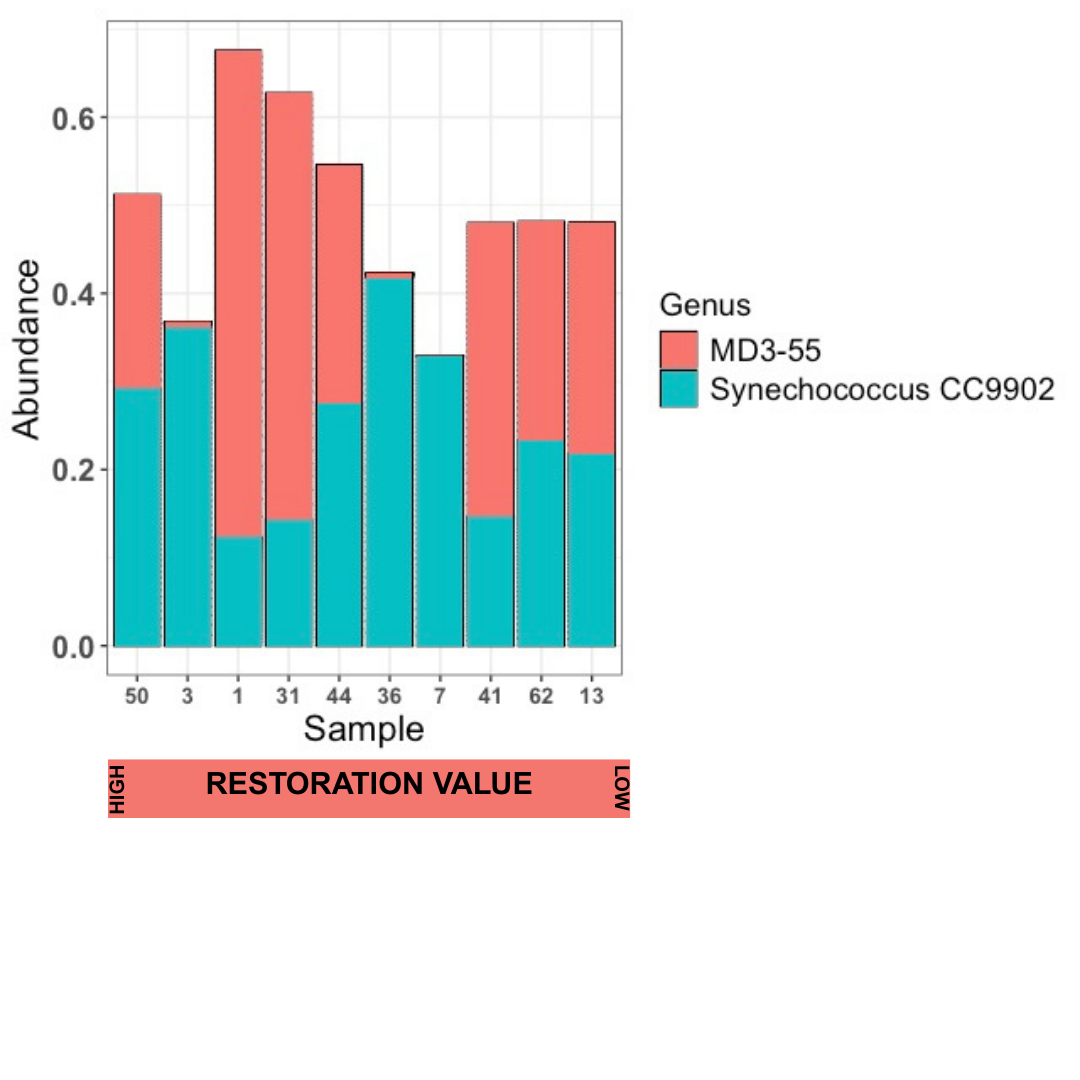 Abundance
0.6
0.4
0.2
0.0
50 3 1 31 44 36 7 41 62 13
Sample
Genus
MD3-55
Synechococcus CC9902
HIGH
RESTORATION VALUE
LOW